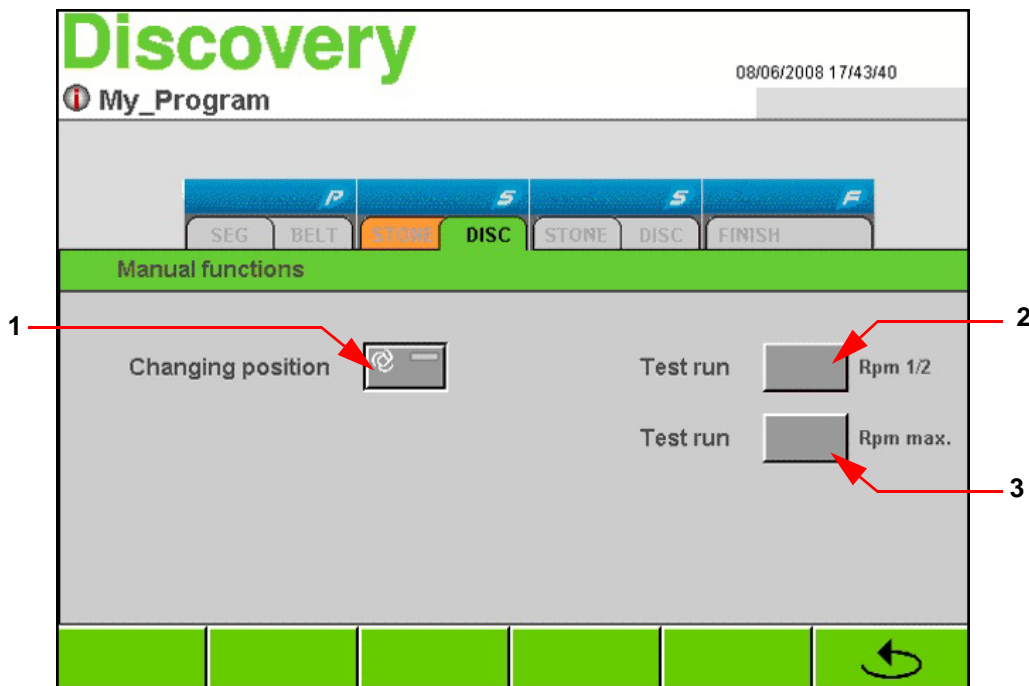 Discovery
08/06/2008 17/43/40
My_Program
P S S F
SEG BELT STONE DISC STONE DISC FINISH
Manual functions
1
2
Changing position
Test run Rpm 1/2
Test run Rpm max.
3